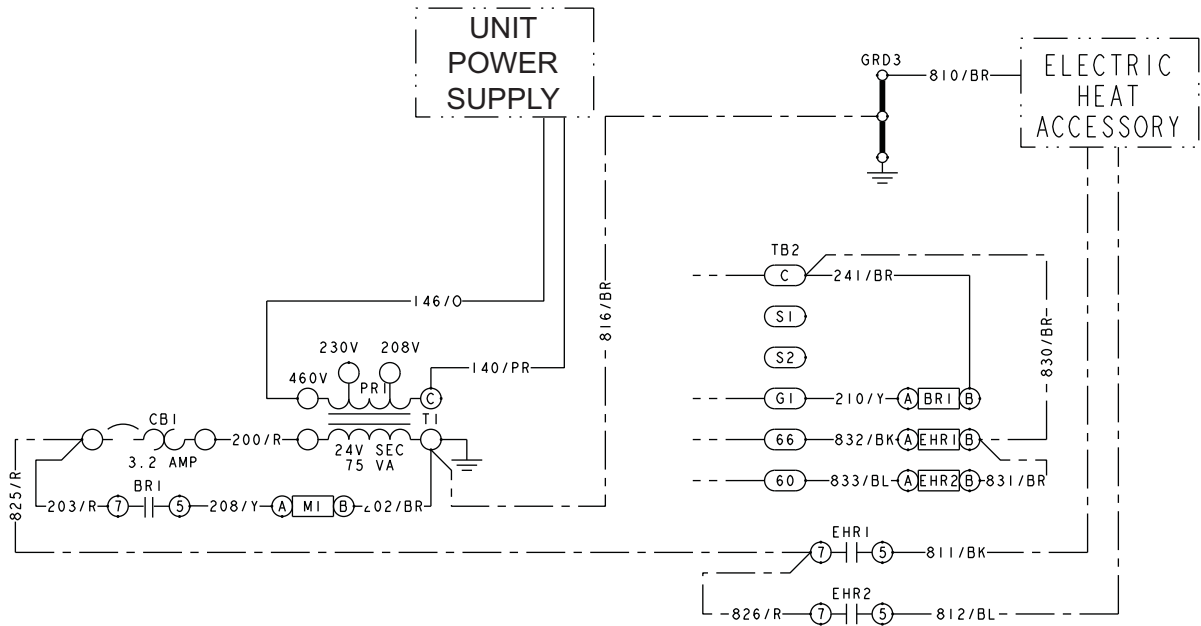 UNIT
POWER
SUPPLY
GRD3
810/BR
ELECTRIC
HEAT
ACCESSORY
TB2
C
241/BR
146/O
816/BR
S1
830/BR
230V
208V
S2
140/PR
460V
PRI
C
G1
210/Y
A
BR1
B
CB1
T1
200/R
24V SEC
75 VA
66
832/BK
A
EHR1
B
3.2 AMP
60
833/BL
A
EHR2
B
831/BR
825/R
BR1
203/R
7
5
208/Y
A
M1
B
EHR1
7
5
811/BK
EHR2
826/R
7
5
812/BL